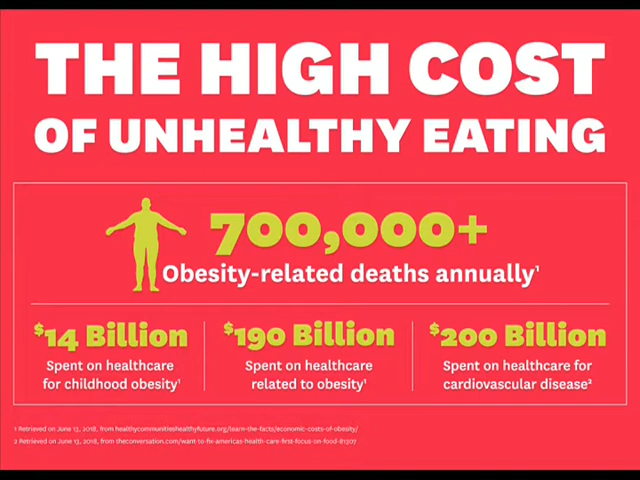 THE HIGH COST
OF UNHEALTHY EATING
700,000+
Obesity-related deaths annually¹
$14 Billion
Spent on healthcare
for childhood obesity¹
$190 Billion
Spent on healthcare
related to obesity¹
$200 Billion
Spent on healthcare for
cardiovascular disease²
1 Retrieved on June 13, 2018, from healthycommunitieshealthyfuture.org/learn-the-facts/economic-costs-of-obesity/
2 Retrieved on June 13, 2018, from theconversation.com/want-to-fix-americas-health-care-first-focus-on-food-81307